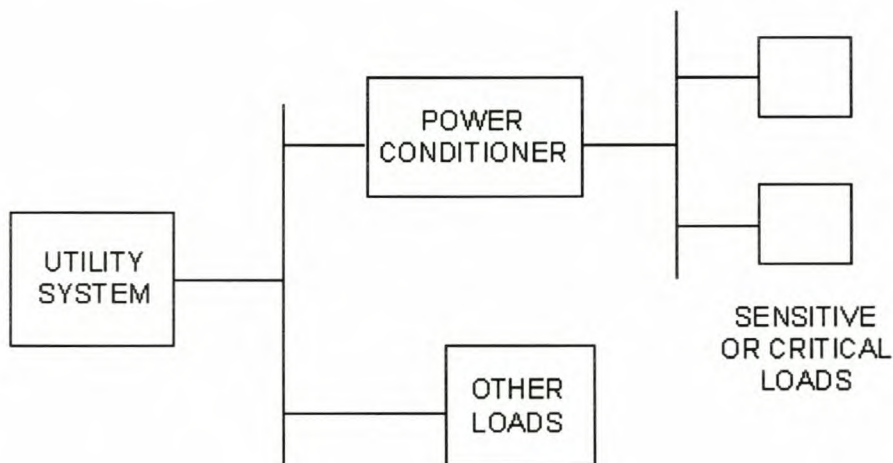 POWER
CONDITIONER
UTILITY
SYSTEM
SENSITIVE
OR CRITICAL
LOADS
OTHER
LOADS